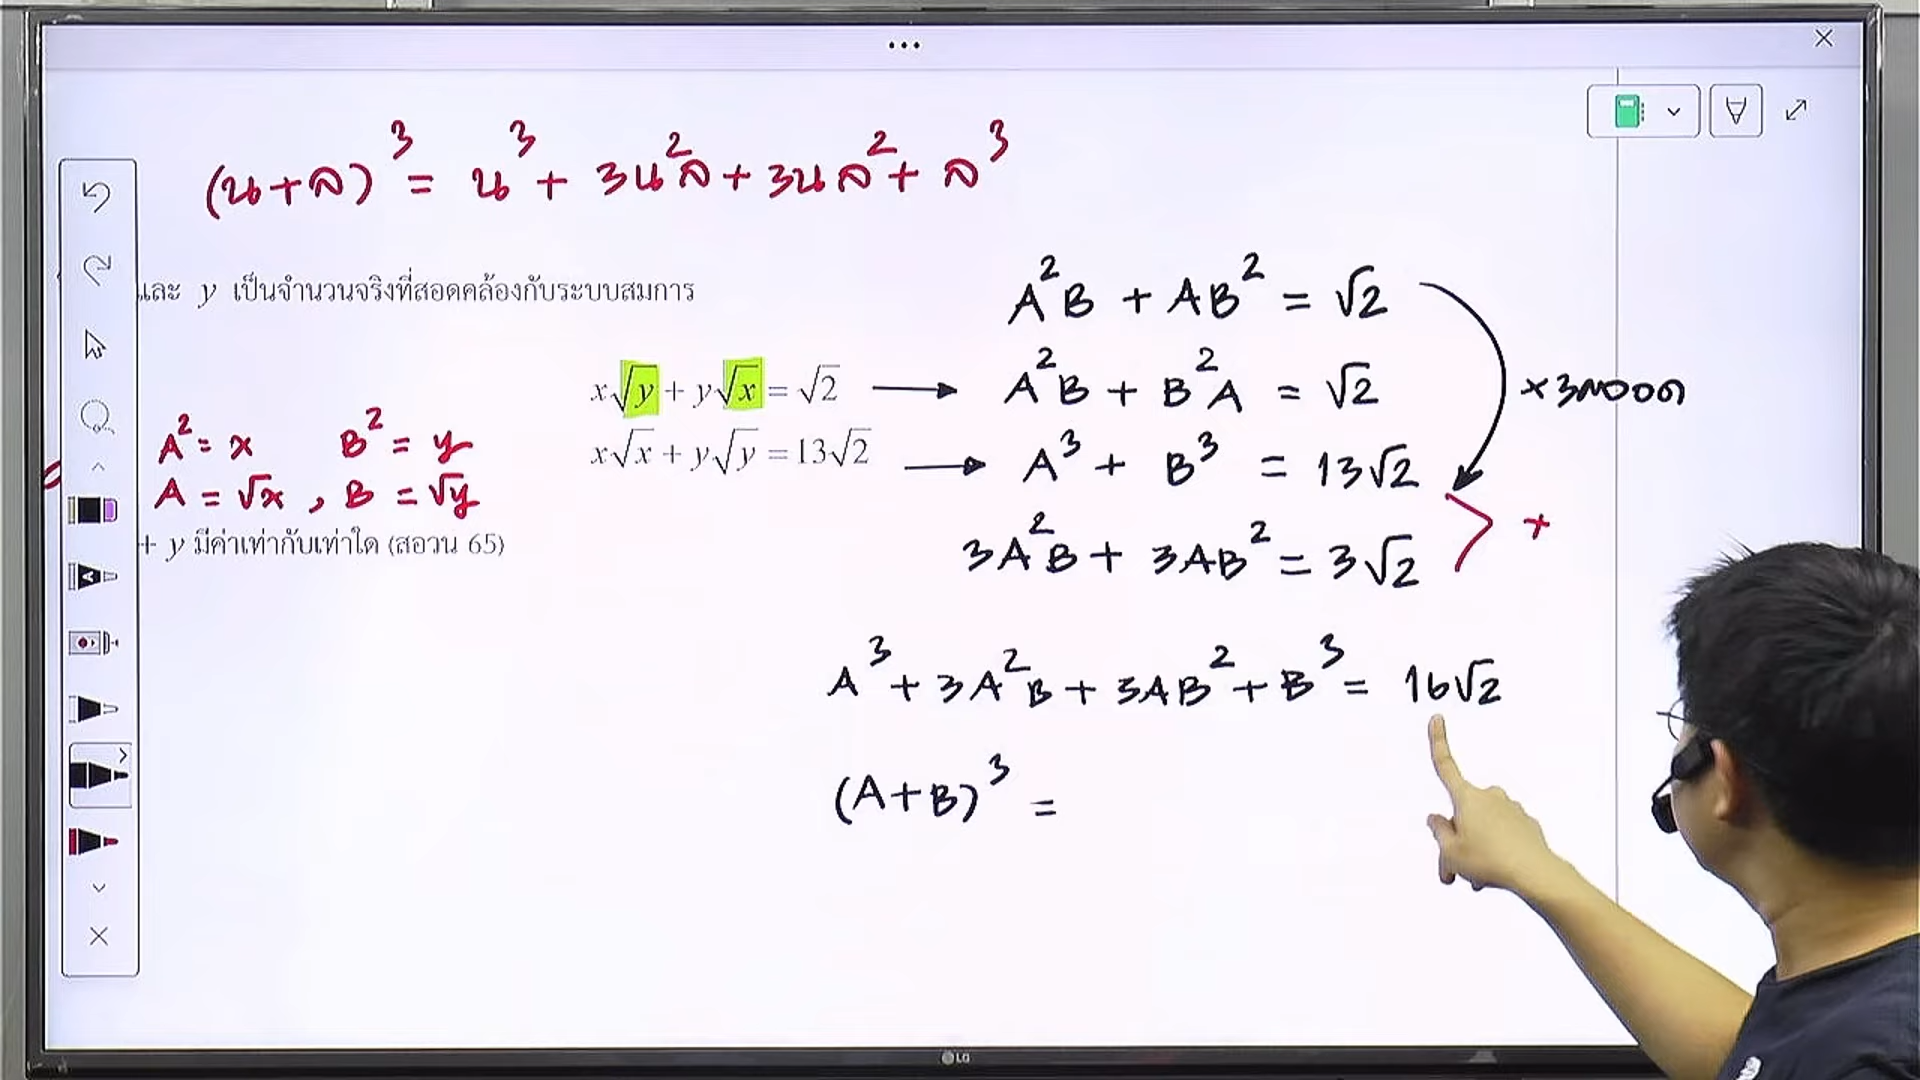 (น+ล)³ = น³ + 3น²ล + 3นล² + ล³
และ y เป็นจำนวนจริงที่สอดคล้องกับระบบสมการ
A²B + AB² = √2
x√y + y√x = √2 → A²B + B²A = √2
×3ตลอด
x√x + y√y = 13√2 → A³ + B³ = 13√2
A² = x B² = y
A = √x , B = √y
+ y มีค่าเท่ากับเท่าใด (สอวน 65)
3A²B + 3AB² = 3√2
+
A³ + 3A²B + 3AB² + B³ = 16√2
(A+B)³ =
LG